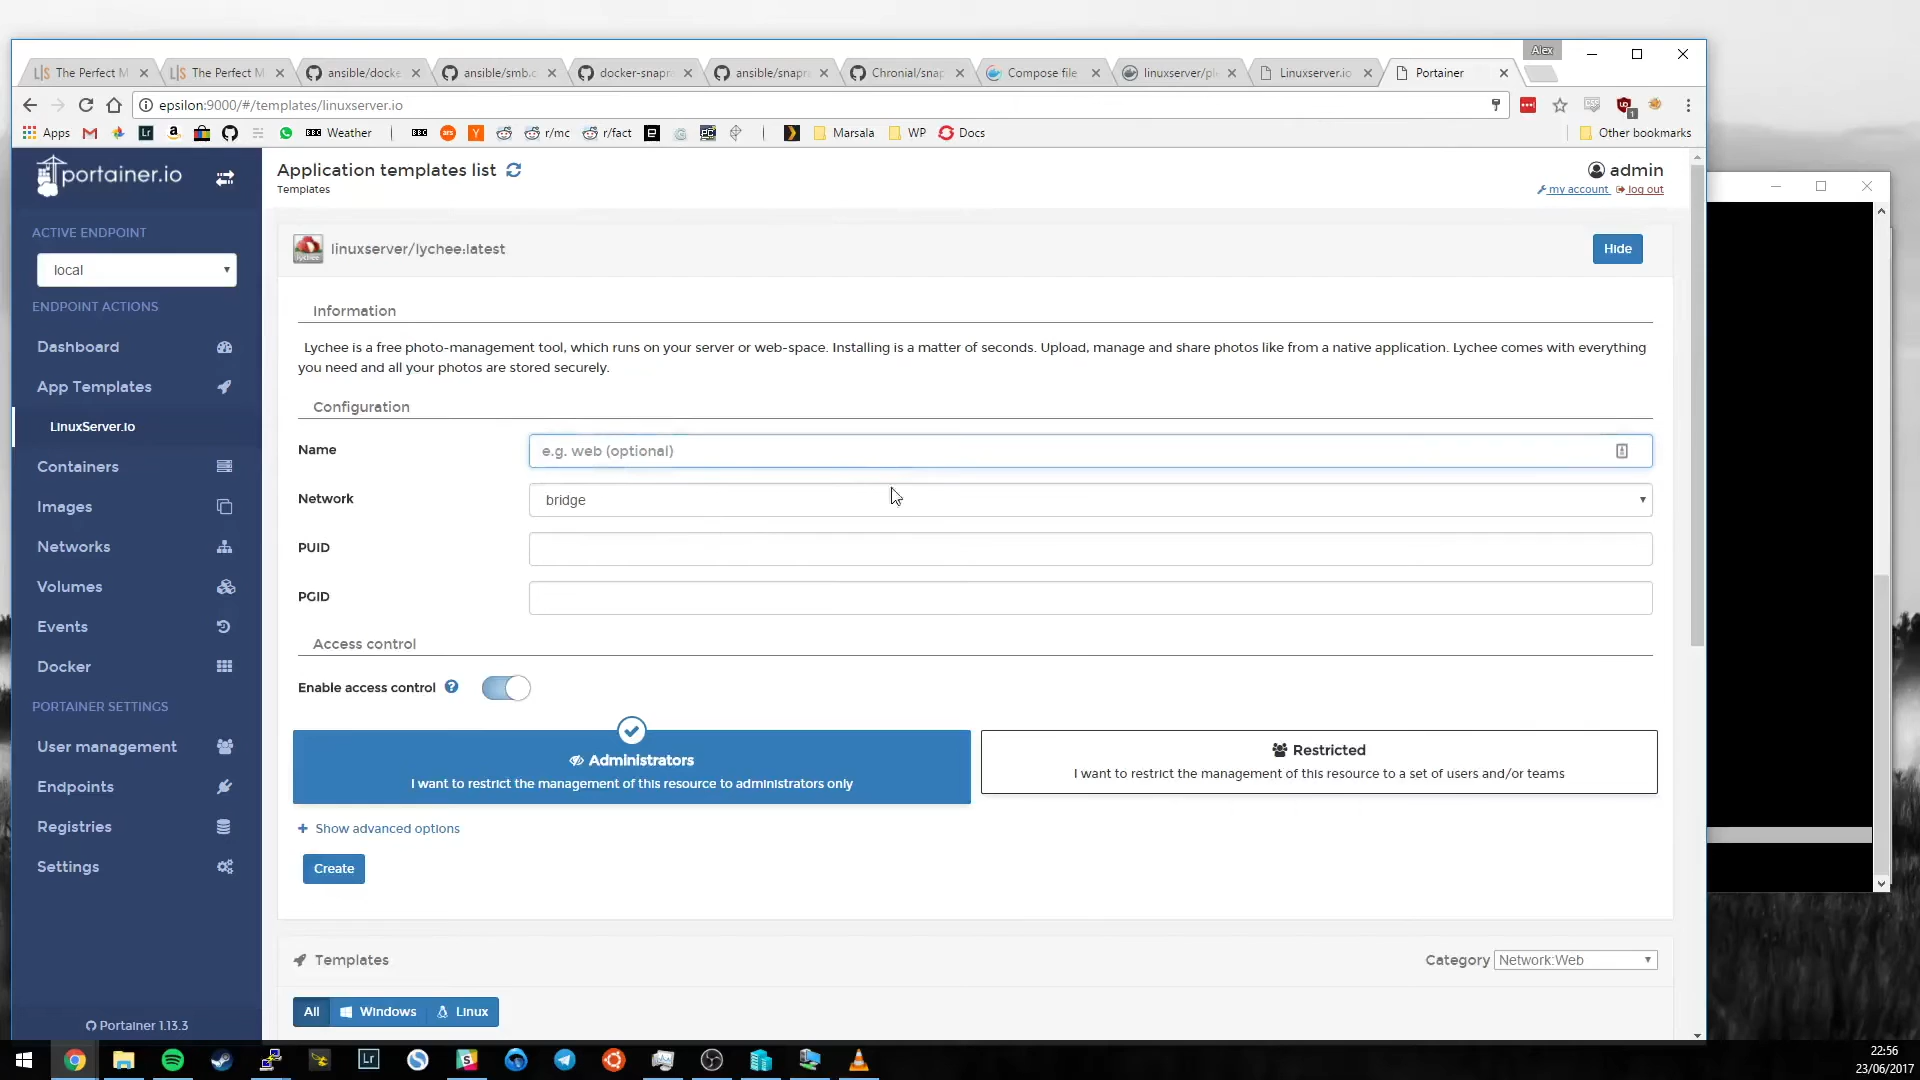 Alex
The Perfect M
The Perfect M
ansible/docke
ansible/smb.c
docker-snapra
ansible/snapra
Chronial/snap
Compose file
linuxserver/ple
Linuxserver.io
Portainer
epsilon:9000/#/templates/linuxserver.io
Apps
Lr
BBC Weather
BBC
ars
Y
r/mc
r/fact
Marsala
WP
Docs
Other bookmarks
portainer.io
Application templates list
Templates
admin
my account
log out
ACTIVE ENDPOINT
local
ENDPOINT ACTIONS
Dashboard
App Templates
LinuxServer.io
Containers
Images
Networks
Volumes
Events
Docker
PORTAINER SETTINGS
User management
Endpoints
Registries
Settings
Portainer 1.13.3
linuxserver/lychee:latest
Hide
Information
Lychee is a free photo-management tool, which runs on your server or web-space. Installing is a matter of seconds. Upload, manage and share photos like from a native application. Lychee comes with everything
you need and all your photos are stored securely.
Configuration
Name
e.g. web (optional)
Network
bridge
PUID
PGID
Access control
Enable access control
Administrators
I want to restrict the management of this resource to administrators only
Restricted
I want to restrict the management of this resource to a set of users and/or teams
Show advanced options
Create
Templates
Category
Network:Web
All
Windows
Linux
Lr
22:56
23/06/2017